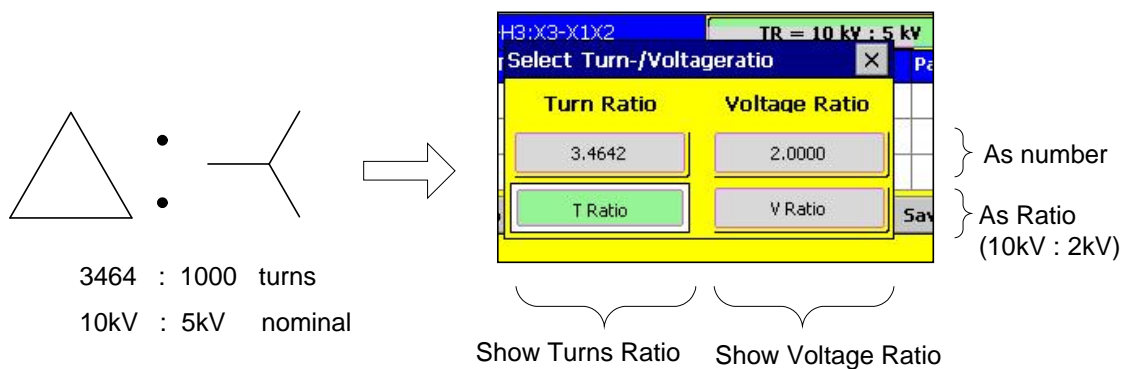 -H3:X3-X1X2 TR = 10 kV : 5 kV
Select Turn-/Voltageratio
Turn Ratio Voltage Ratio
3.4642 2.0000
T Ratio V Ratio
As number
As Ratio
(10kV : 2kV)
3464 : 1000 turns
10kV : 5kV nominal
Show Turns Ratio Show Voltage Ratio